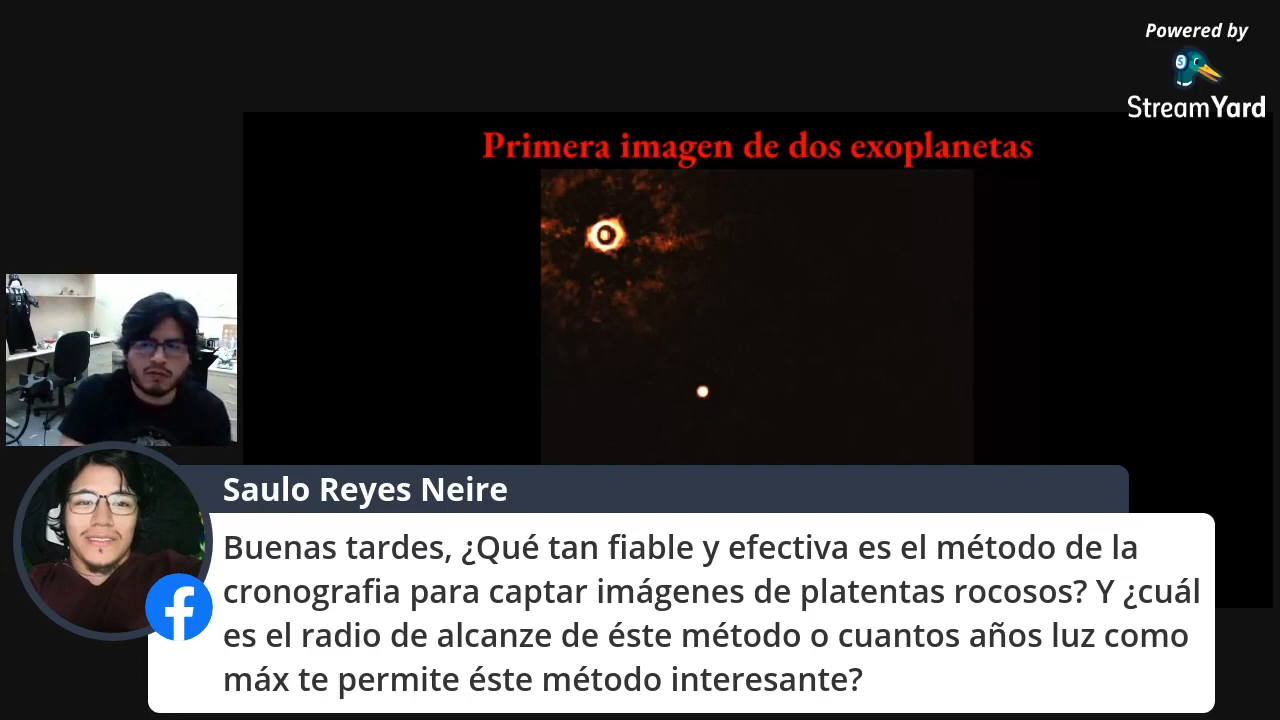 Powered by
StreamYard
Primera imagen de dos exoplanetas
Saulo Reyes Neire
Buenas tardes, ¿Qué tan fiable y efectiva es el método de la
cronografia para captar imágenes de platentas rocosos? Y ¿cuál
es el radio de alcanze de éste método o cuantos años luz como
máx te permite éste método interesante?